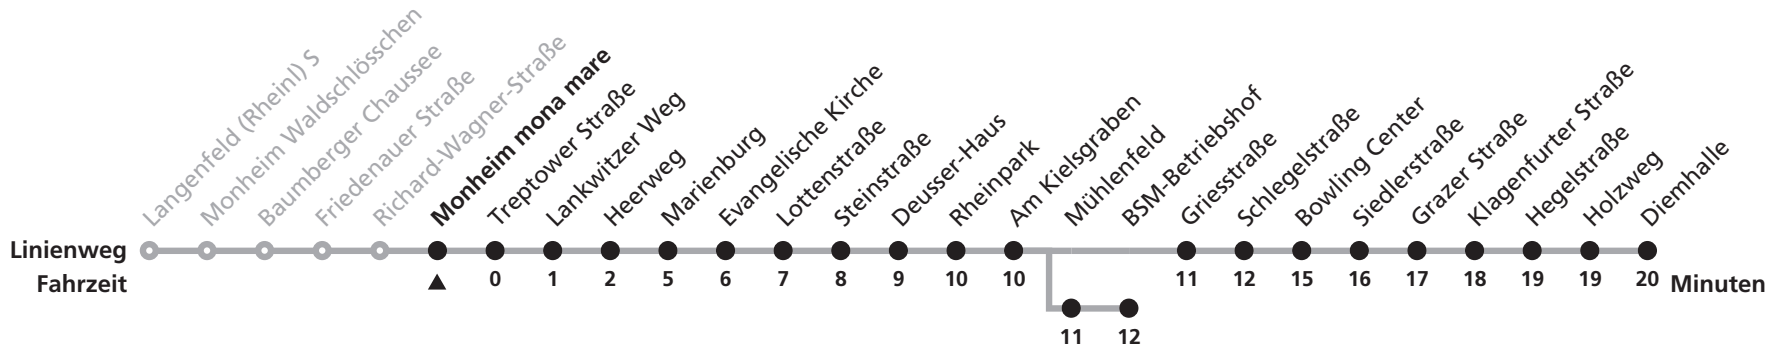 Langenfeld (Rheinl) S
Monheim Waldschlösschen
Baumberger Chaussee
Friedenauer Straße
Richard-Wagner-Straße
Monheim mona mare
Treptower Straße
Lankwitzer Weg
Heerweg
Marienburg
Evangelische Kirche
Lottenstraße
Steinstraße
Deusser-Haus
Rheinpark
Am Kielsgraben
Mühlenfeld
BSM-Betriebshof
Griesstraße
Schlegelstraße
Bowling Center
Siedlerstraße
Grazer Straße
Klagenfurter Straße
Hegelstraße
Holzweg
Diemhalle
Linienweg
Fahrzeit 0 1 2 5 6 7 8 9 10 10 11 12 15 16 17 18 19 19 20 Minuten
11 12